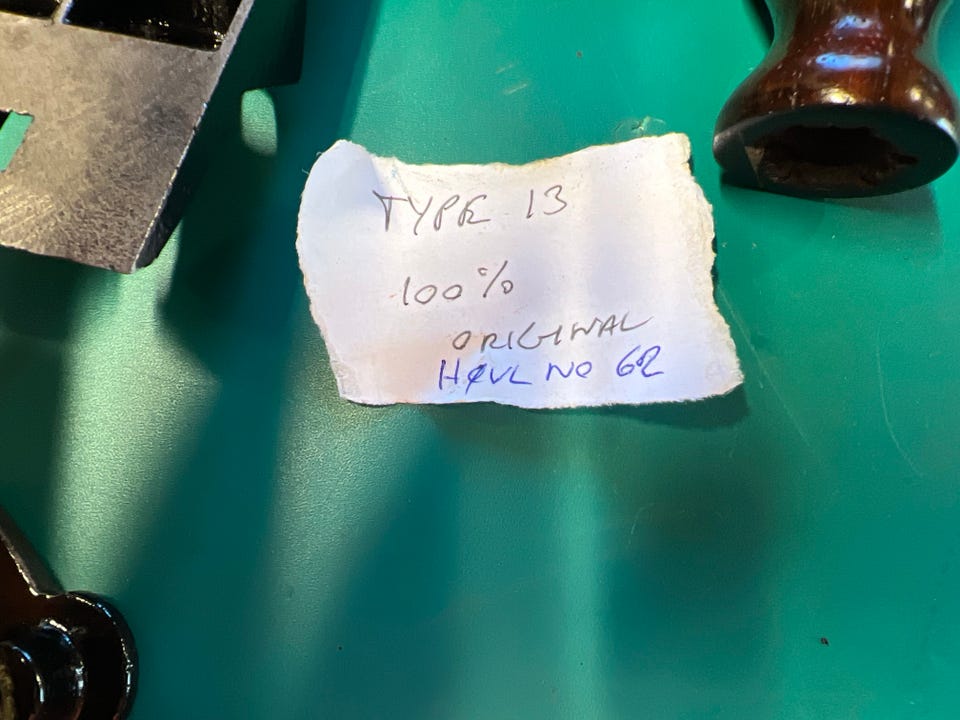 TYPE 13
100%
ORIGINAL
HØVL NO 62